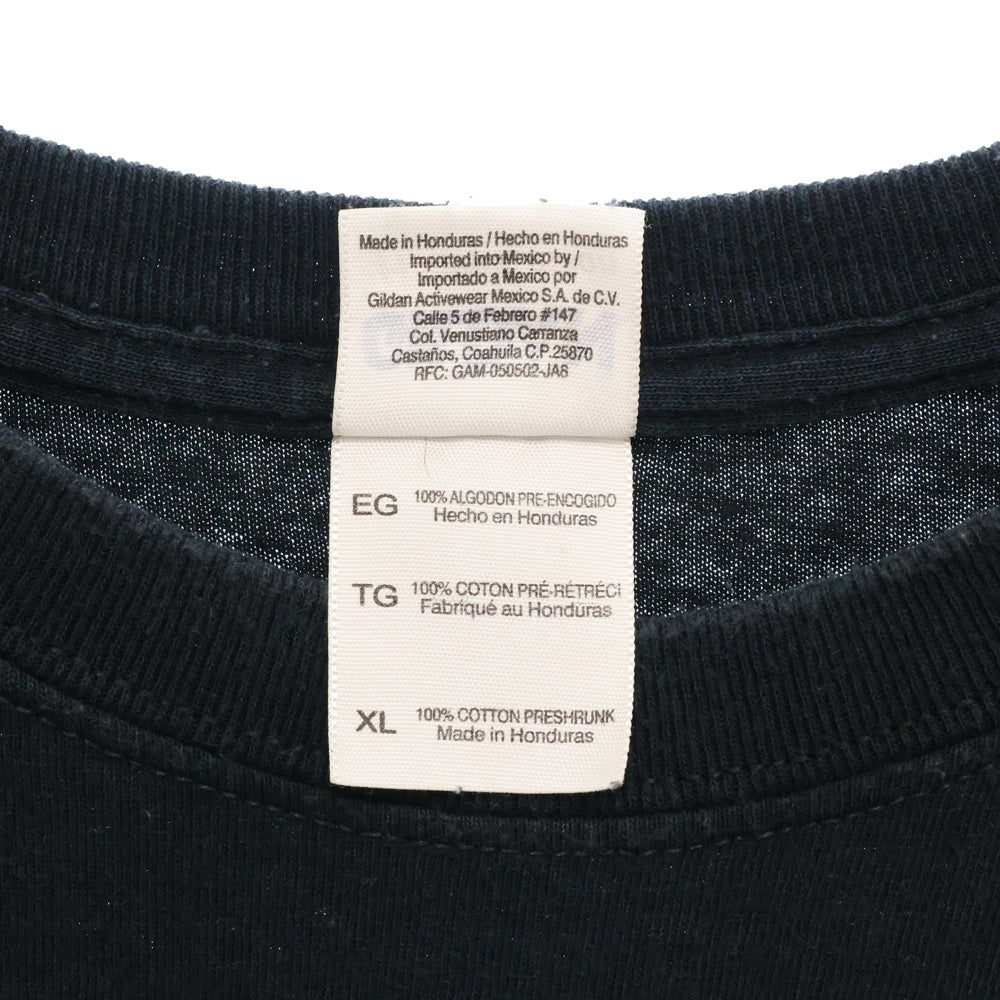 Made in Honduras / Hecho en Honduras
Imported into Mexico by /
Importado a Mexico por
Gildan Activewear Mexico S.A. de C.V.
Calle 5 de Febrero #147
Col. Venustiano Carranza
Castaños, Coahuila C.P.25870
RFC: GAM-050502-JA8
EG 100% ALGODON PRE-ENCOGIDO
Hecho en Honduras
TG 100% COTON PRÉ-RÉTRÉCI
Fabriqué au Honduras
XL 100% COTTON PRESHRUNK
Made in Honduras